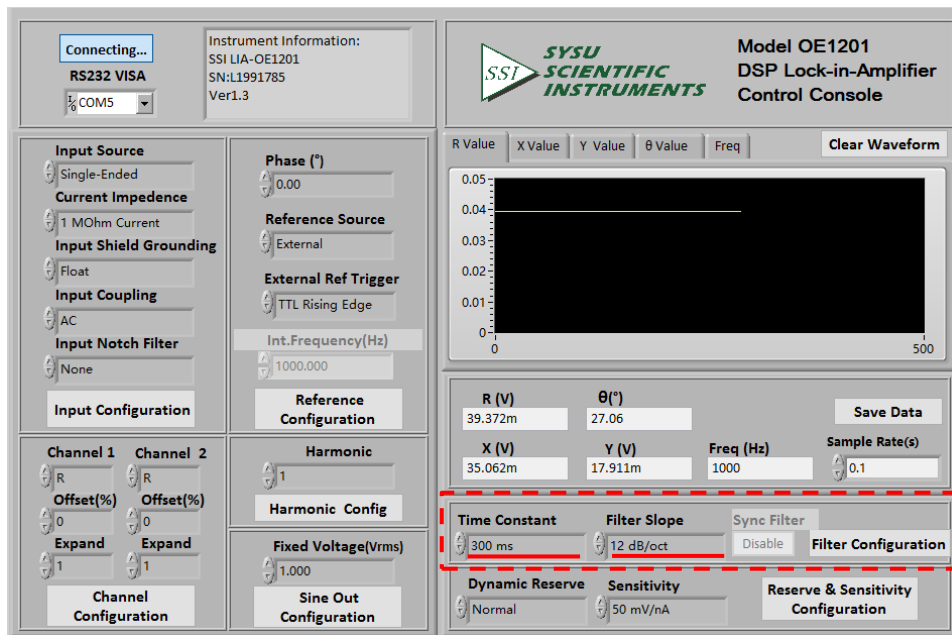 Connecting...
RS232 VISA
COM5
Instrument Information:
SSI LIA-OE1201
SN:L1991785
Ver1.3
SSI
SYSU
SCIENTIFIC
INSTRUMENTS
Model OE1201
DSP Lock-in-Amplifier
Control Console
Input Source
Single-Ended
Current Impedence
1 MOhm Current
Input Shield Grounding
Float
Input Coupling
AC
Input Notch Filter
None
Input Configuration
Phase (°)
0.00
Reference Source
External
External Ref Trigger
TTL Rising Edge
Int.Frequency(Hz)
1000.000
Reference
Configuration
R Value X Value Y Value θ Value Freq
Clear Waveform
0.05
0.04
0.03
0.02
0.01
0
0 500
R (V) θ(°)
39.372m 27.06
Save Data
X (V) Y (V) Freq (Hz) Sample Rate(s)
35.062m 17.911m 1000 0.1
Channel 1 Channel 2
R R
Offset(%) Offset(%)
0 0
Expand Expand
1 1
Channel
Configuration
Harmonic
1
Harmonic Config
Fixed Voltage(Vrms)
1.000
Sine Out
Configuration
Time Constant Filter Slope Sync Filter
300 ms 12 dB/oct Disable Filter Configuration
Dynamic Reserve Sensitivity
Normal 50 mV/nA
Reserve & Sensitivity
Configuration